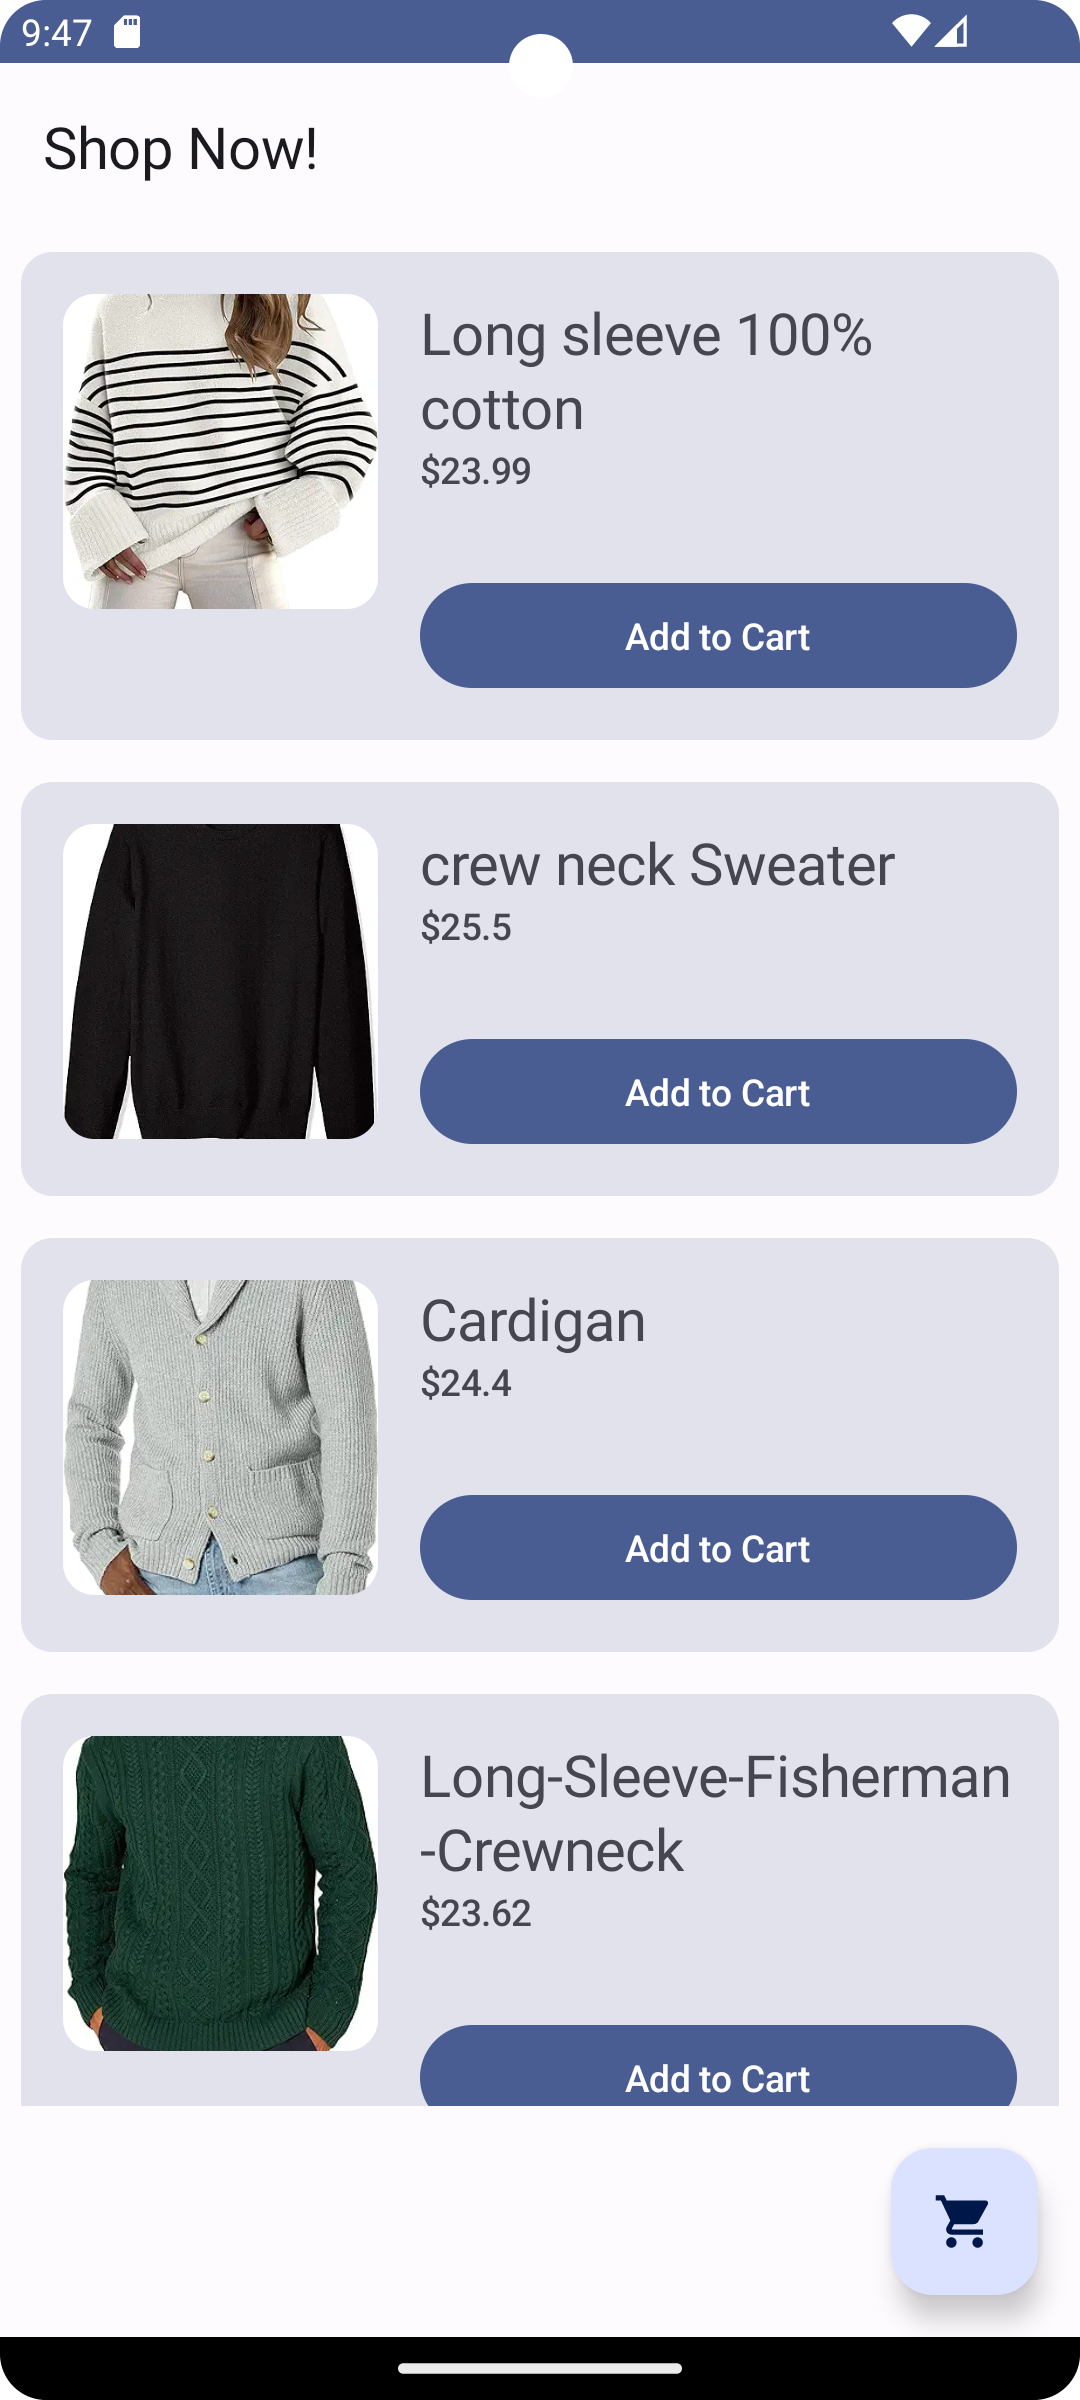 9:47
Shop Now!
Long sleeve 100%
cotton
$23.99
Add to Cart
crew neck Sweater
$25.5
Add to Cart
Cardigan
$24.4
Add to Cart
Long-Sleeve-Fisherman
-Crewneck
$23.62
Add to Cart